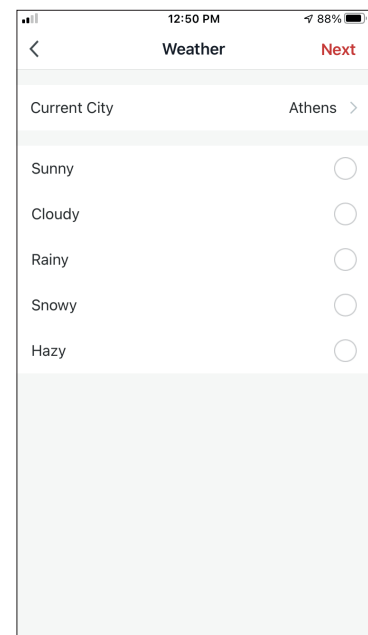 12:50 PM 88%
Weather Next
Current City Athens
Sunny
Cloudy
Rainy
Snowy
Hazy